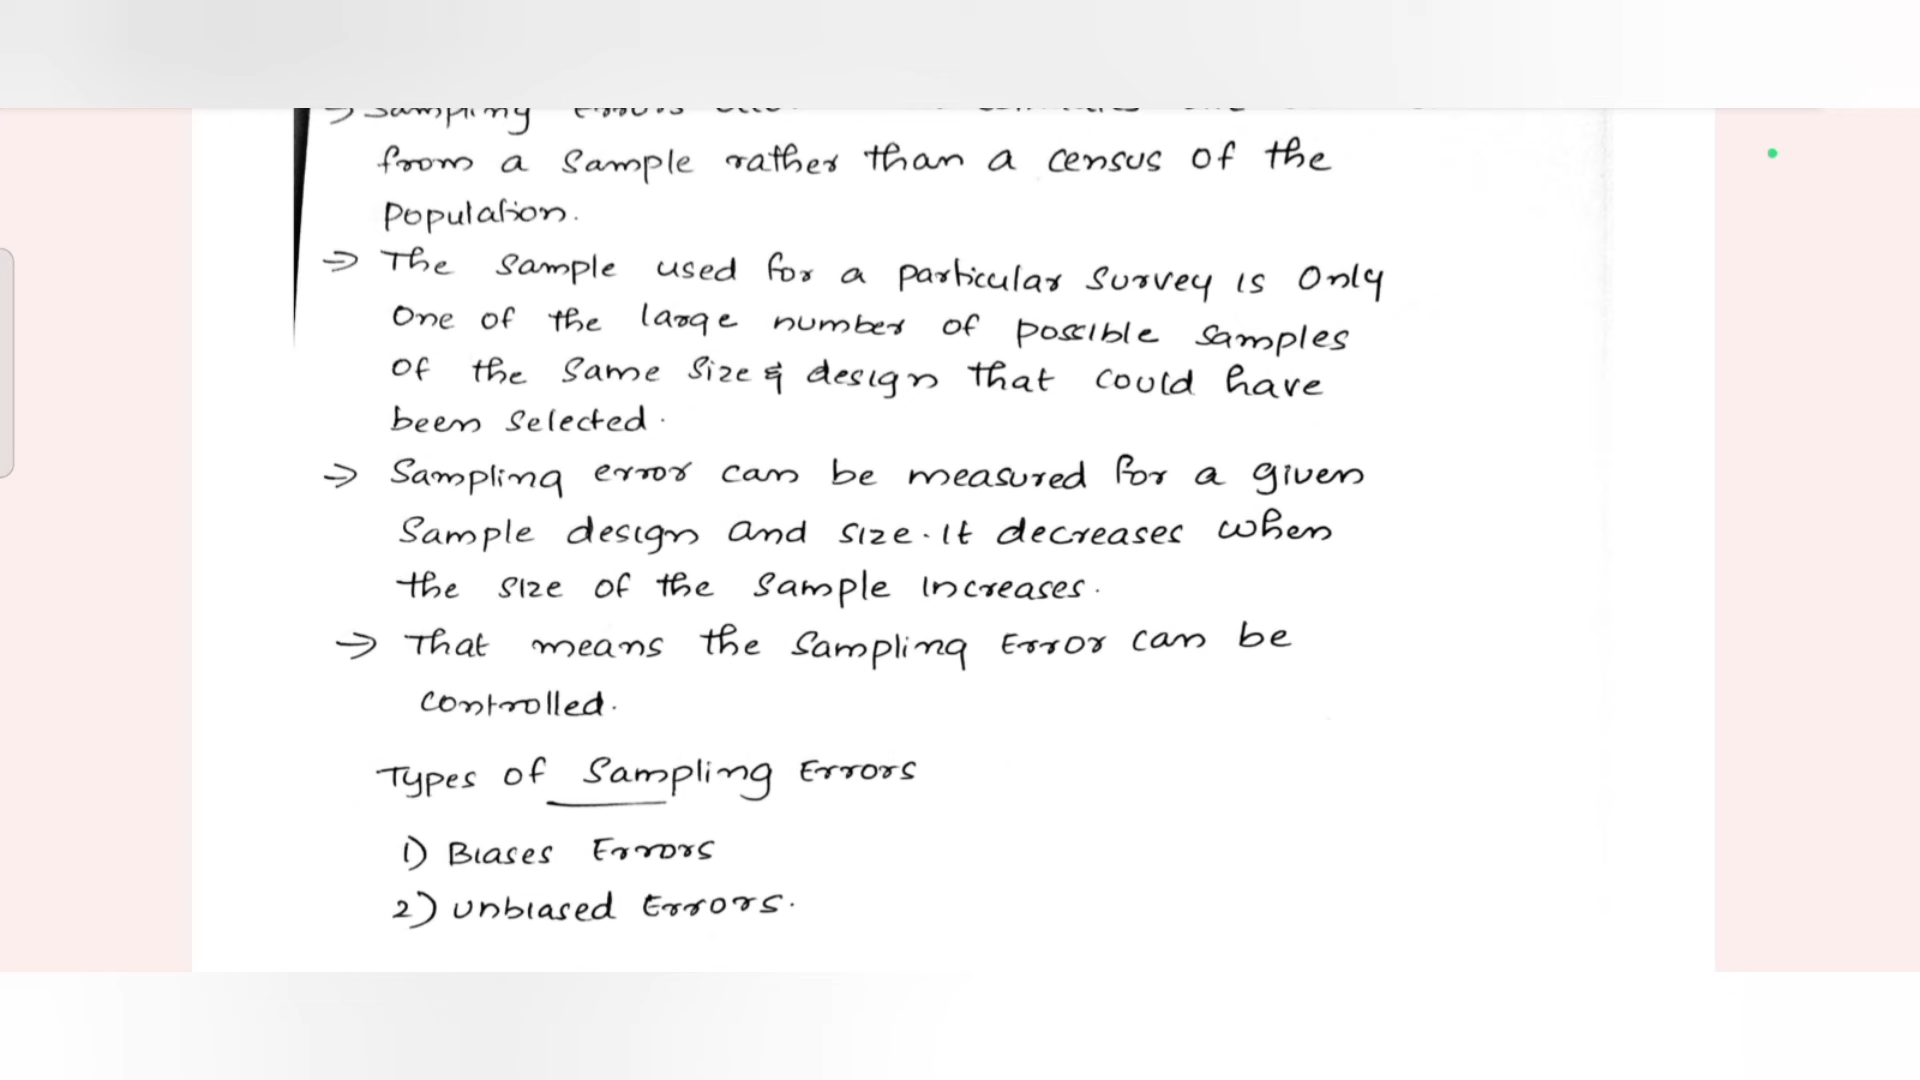 → Sampling Errors
from a Sample rather than a census of the
Population.
⇒ The Sample used for a Particular Survey is Only
One of the large number of possible Samples
Of the Same Size & design that could have
been Selected.
⇒ Sampling error can be measured for a given
Sample design and size. It decreases when
the size of the Sample Increases.
→ That means the Sampling Error can be
controlled.
Types of Sampling Errors
1) Biases Errors
2) Unbiased Errors.